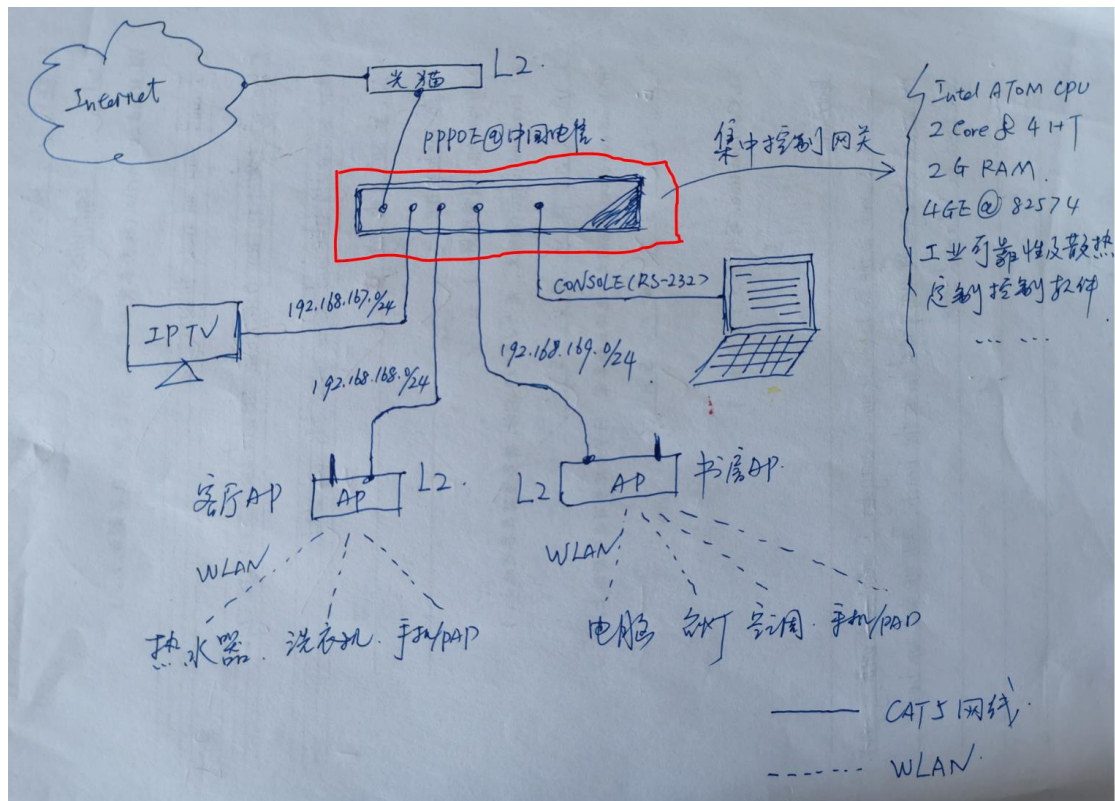 Internet
光猫
L2.
PPPOE@中国电信.
集中控制网关
Intel ATOM CPU
2 Core & 4HT
2G RAM.
4GE@82574
工业可靠性及散热
定制控制软件.
... ...
192.168.167.0/24
IPTV
CONSOLE(RS-232)
192.168.168.0/24
192.168.169.0/24
客厅AP
AP
L2.
L2
AP
书房AP.
WLAN
WLAN.
热水器. 洗衣机. 手机/PAD
电脑 台灯 空调. 手机/PAD
CAT5网线.
WLAN.